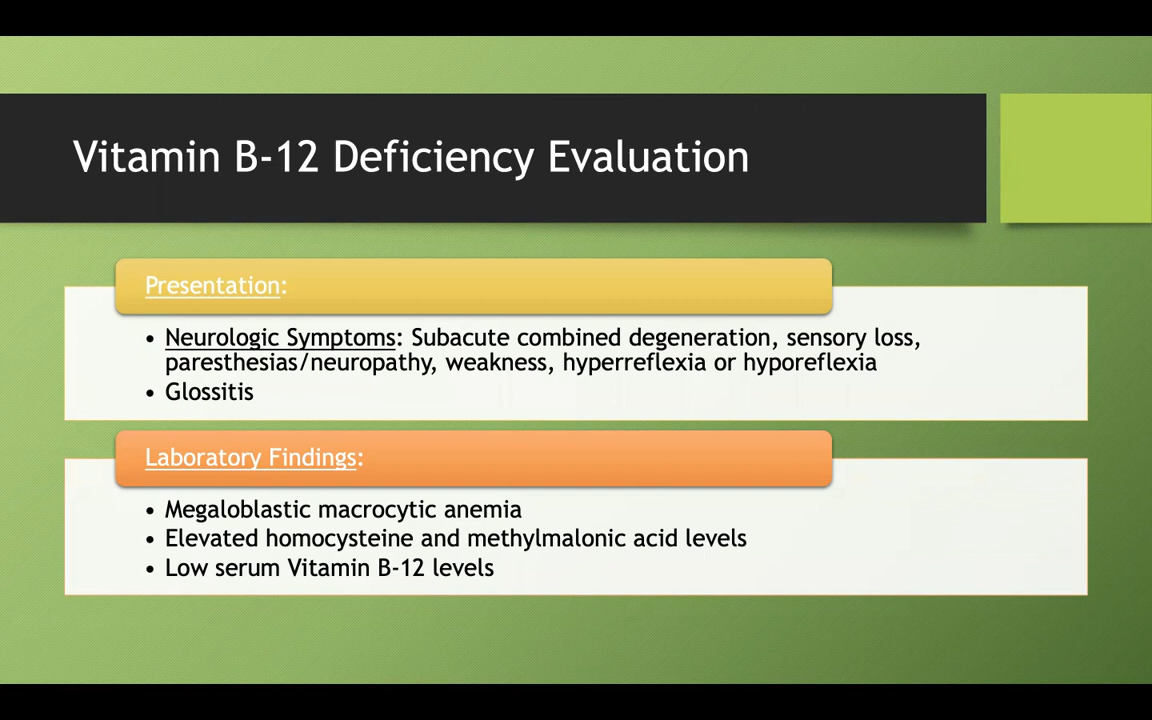 Vitamin B-12 Deficiency Evaluation
Presentation:
• Neurologic Symptoms: Subacute combined degeneration, sensory loss,
paresthesias/neuropathy, weakness, hyperreflexia or hyporeflexia
• Glossitis
Laboratory Findings:
• Megaloblastic macrocytic anemia
• Elevated homocysteine and methylmalonic acid levels
• Low serum Vitamin B-12 levels